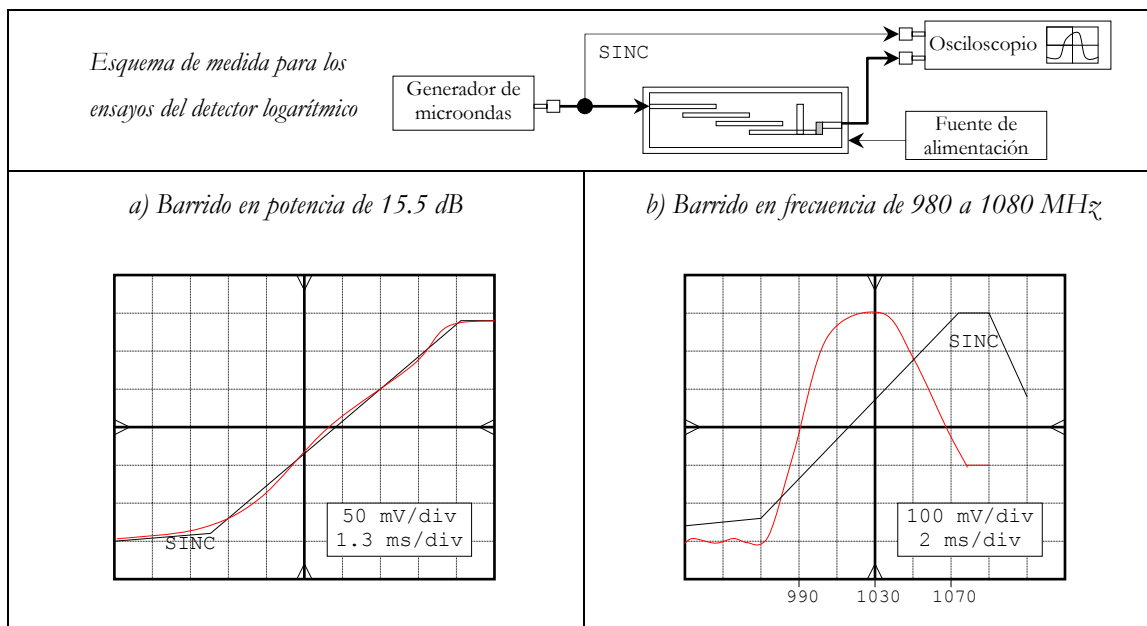 Esquema de medida para los
ensayos del detector logarítmico
Generador de
microondas
SINC
Osciloscopio
Fuente de
alimentación
a) Barrido en potencia de 15.5 dB
SINC
50 mV/div
1.3 ms/div
b) Barrido en frecuencia de 980 a 1080 MHz
SINC
100 mV/div
2 ms/div
990 1030 1070